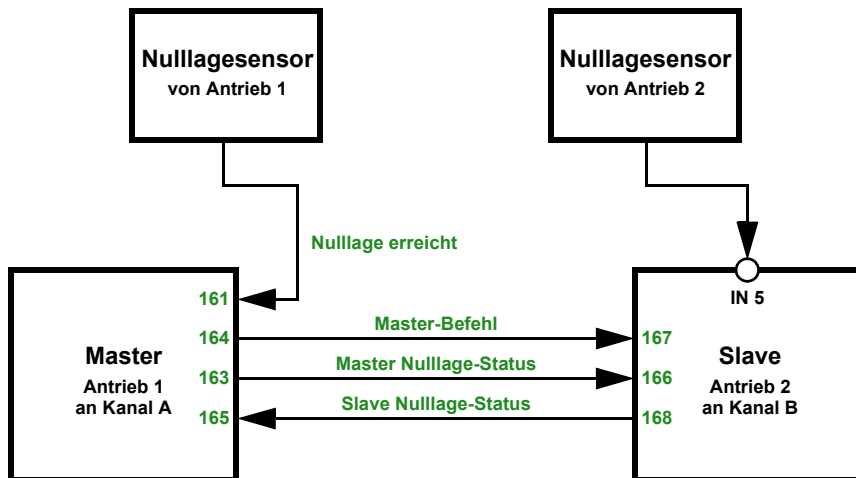 Nulllagesensor
von Antrieb 1
Nulllagesensor
von Antrieb 2
Nulllage erreicht
161
IN 5
164
Master-Befehl
167
Master
Antrieb 1
an Kanal A
163
Master Nulllage-Status
166
Slave
Antrieb 2
an Kanal B
165
Slave Nulllage-Status
168